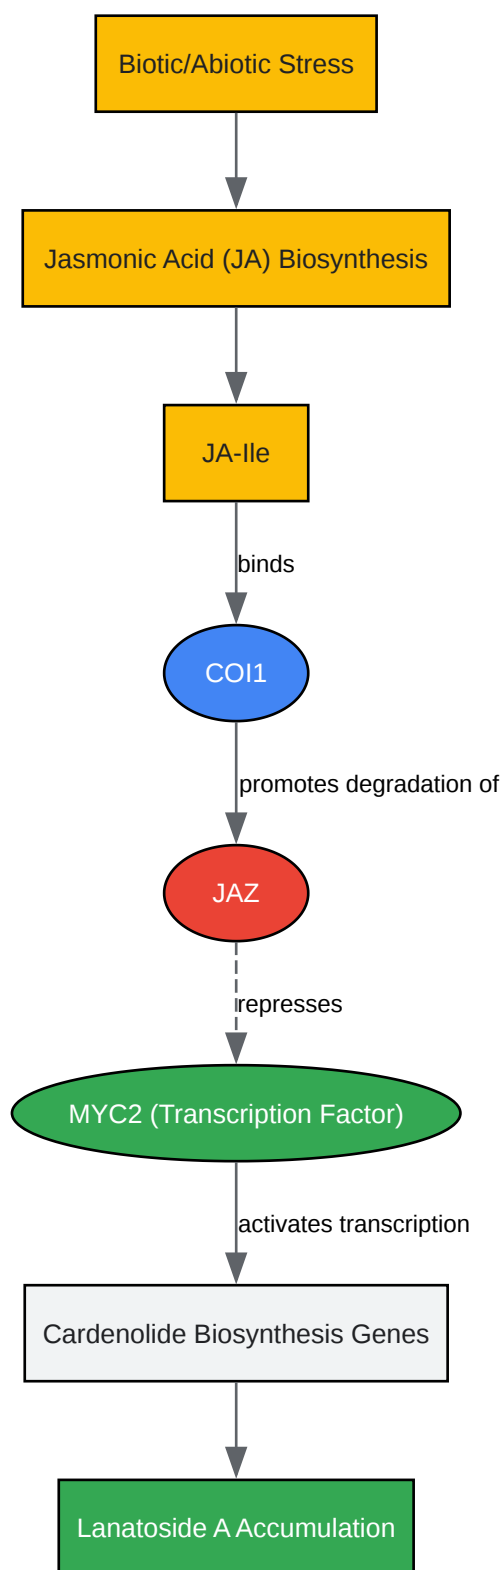 Biotic/Abiotic Stress
Jasmonic Acid (JA) Biosynthesis
JA-Ile
binds
COI1
promotes degradation of
JAZ
represses
MYC2 (Transcription Factor)
activates transcription
Cardenolide Biosynthesis Genes
Lanatoside A Accumulation